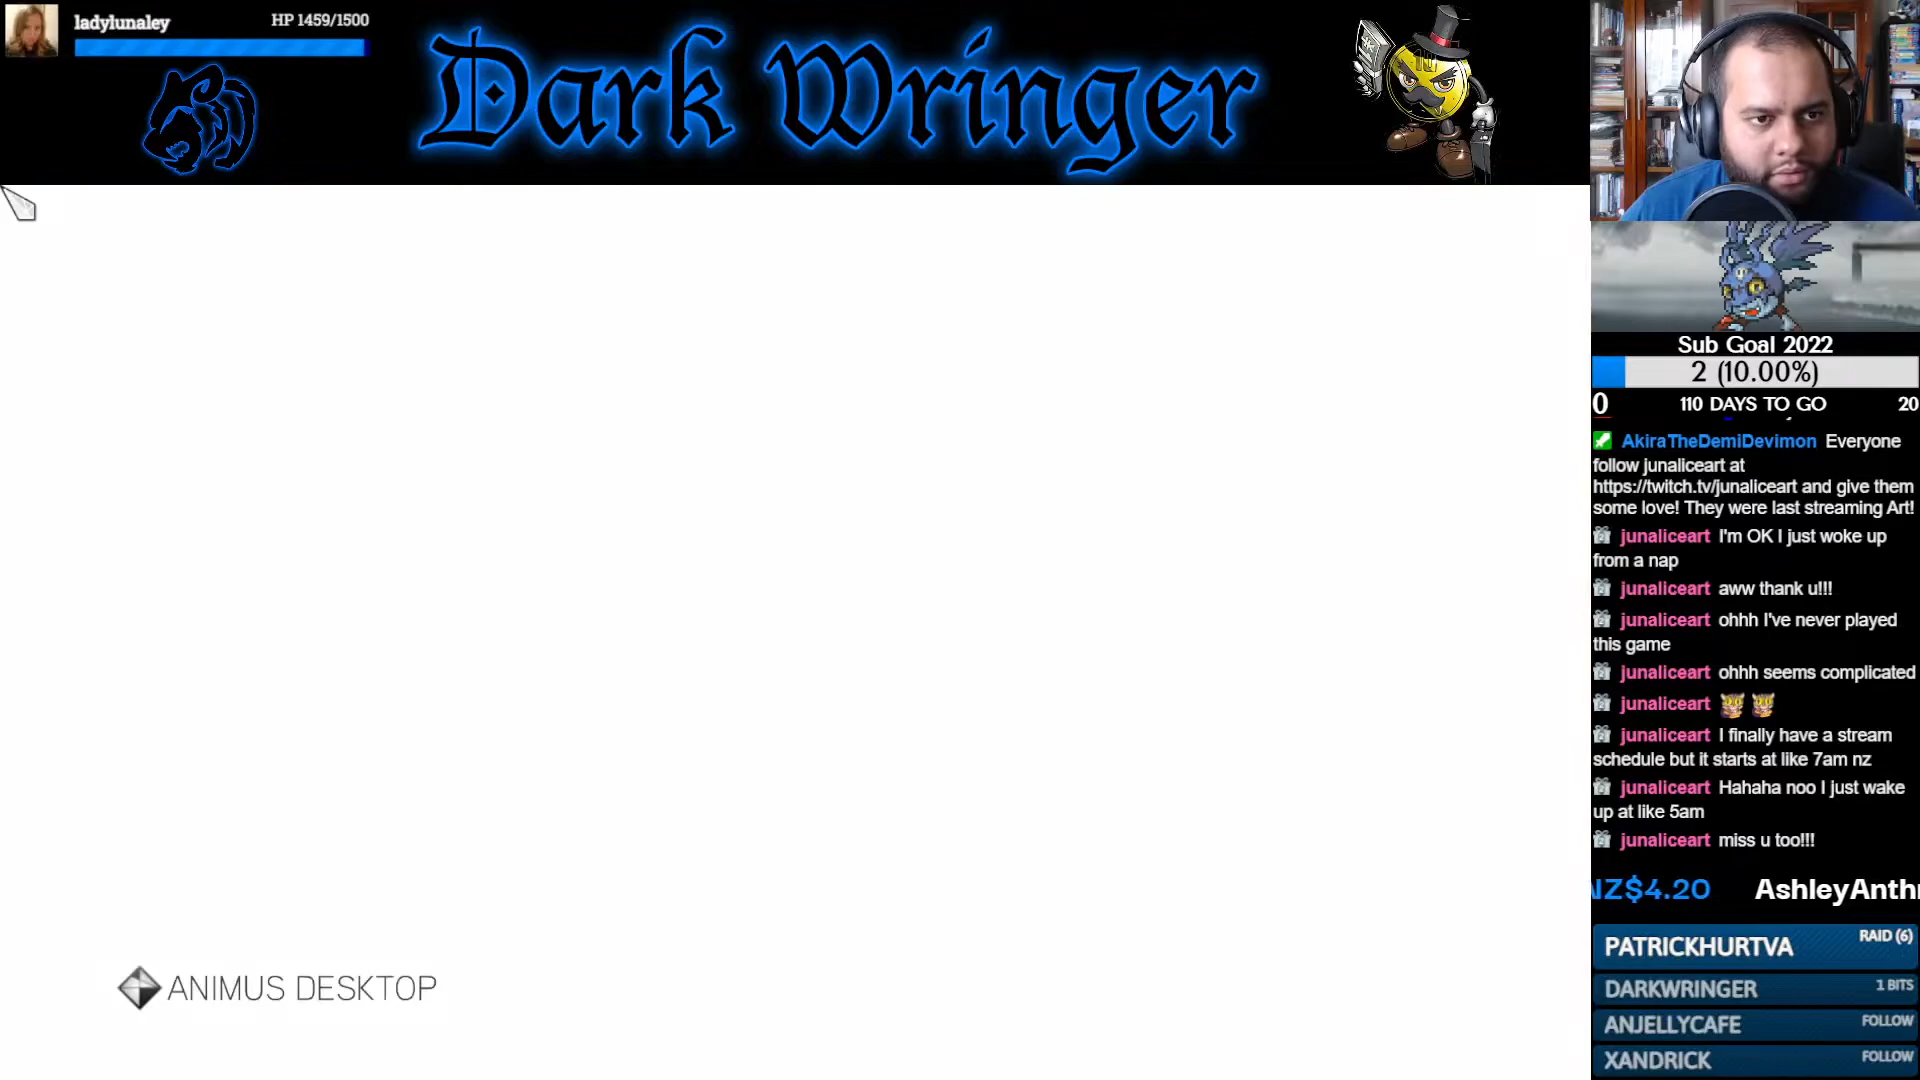 ladylunaley HP 1459/1500
Dark Wringer
Sub Goal 2022
2 (10.00%)
0 110 DAYS TO GO 20
AkiraTheDemiDevimon Everyone
follow junaliceart at
https://twitch.tv/junaliceart and give them
some love! They were last streaming Art!
junaliceart I'm OK I just woke up
from a nap
junaliceart aww thank u!!!
junaliceart ohhh I've never played
this game
junaliceart ohhh seems complicated
junaliceart
junaliceart I finally have a stream
schedule but it starts at like 7am nz
junaliceart Hahaha noo I just wake
up at like 5am
junaliceart miss u too!!!
NZ$4.20 AshleyAnth
PATRICKHURTVA RAID (6)
DARKWRINGER 1 BITS
ANJELLYCAFE FOLLOW
XANDRICK FOLLOW
ANIMUS DESKTOP